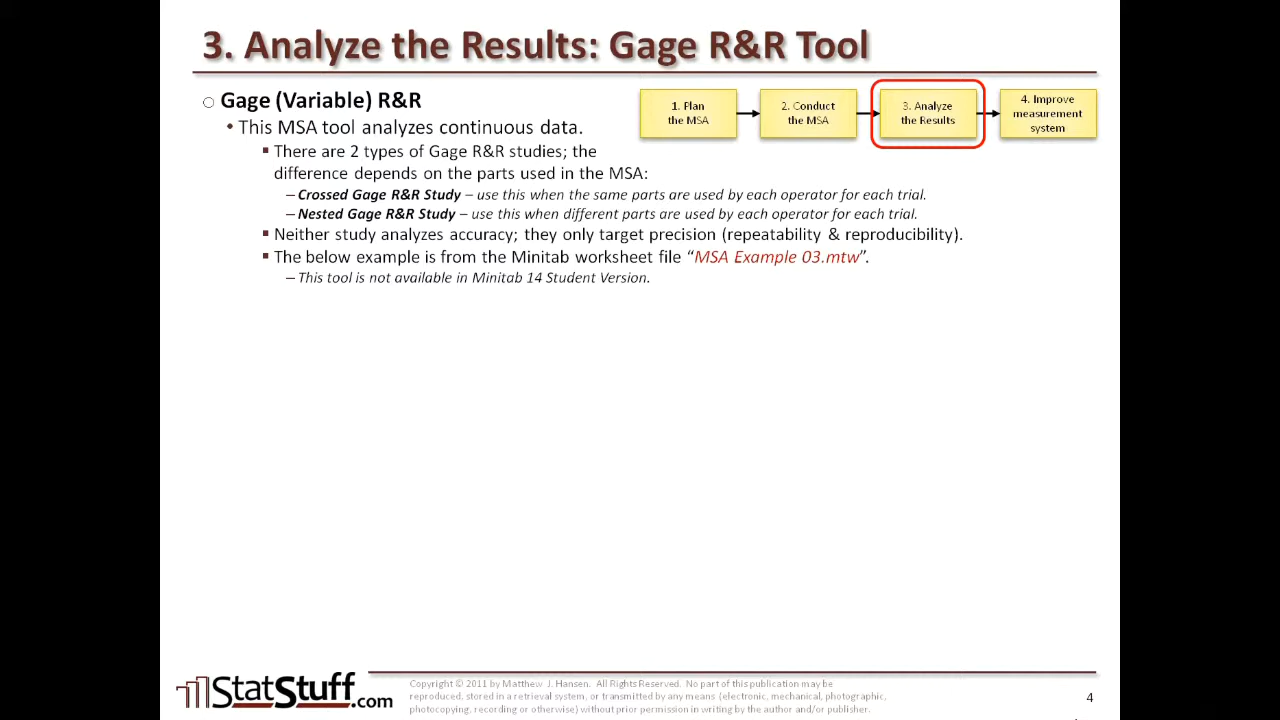 3. Analyze the Results: Gage R&R Tool
Gage (Variable) R&R
This MSA tool analyzes continuous data.
There are 2 types of Gage R&R studies; the
difference depends on the parts used in the MSA:
– Crossed Gage R&R Study – use this when the same parts are used by each operator for each trial.
– Nested Gage R&R Study – use this when different parts are used by each operator for each trial.
Neither study analyzes accuracy; they only target precision (repeatability & reproducibility).
The below example is from the Minitab worksheet file “MSA Example 03.mtw”.
– This tool is not available in Minitab 14 Student Version.
1. Plan
the MSA
2. Conduct
the MSA
3. Analyze
the Results
4. Improve
measurement
system
StatStuff.com
Copyright © 2011 by Matthew J. Hansen. All Rights Reserved. No part of this publication may be
reproduced, stored in a retrieval system, or transmitted by any means (electronic, mechanical, photographic,
photocopying, recording or otherwise) without prior permission in writing by the author and/or publisher.
4